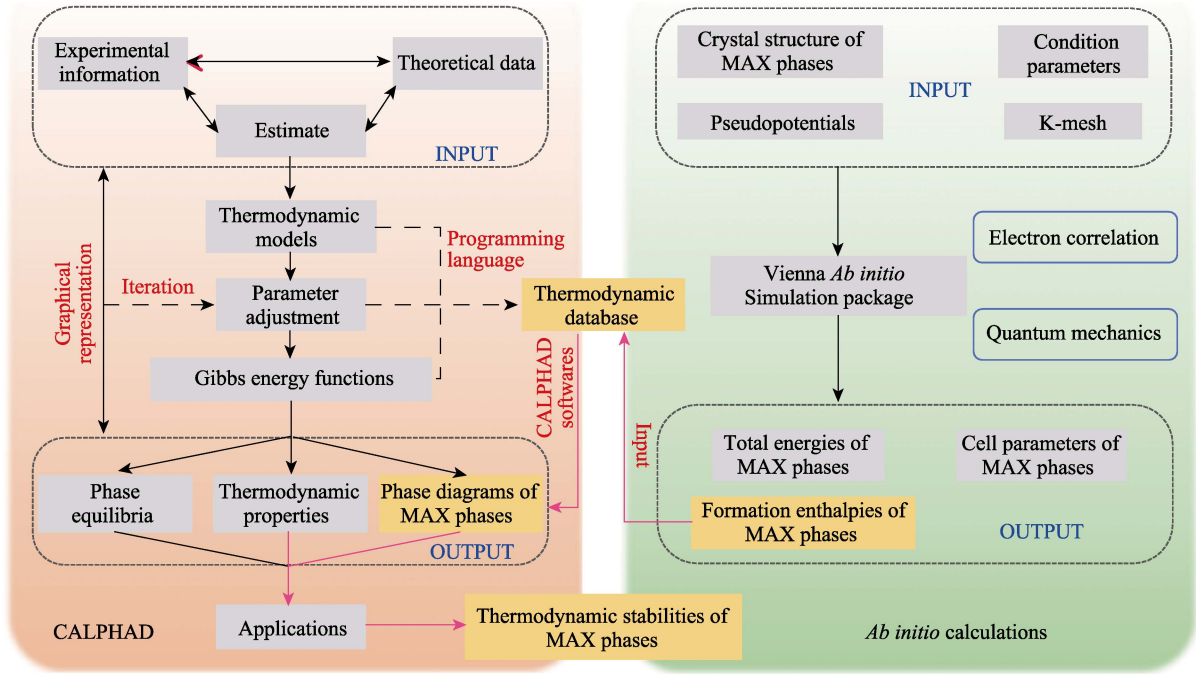 Experimental
information
Theoretical data
Estimate
INPUT
Thermodynamic
models
Programming
language
Graphical
representation
Iteration
Parameter
adjustment
Thermodynamic
database
Gibbs energy functions
CALPHAD
softwares
Phase
equilibria
Thermodynamic
properties
Phase diagrams of
MAX phases
OUTPUT
CALPHAD
Applications
Thermodynamic stabilities of
MAX phases
Crystal structure of
MAX phases
Condition
parameters
INPUT
Pseudopotentials
K-mesh
Electron correlation
Vienna Ab initio
Simulation package
Quantum mechanics
Input
Total energies of
MAX phases
Cell parameters of
MAX phases
Formation enthalpies of
MAX phases
OUTPUT
Ab initio calculations